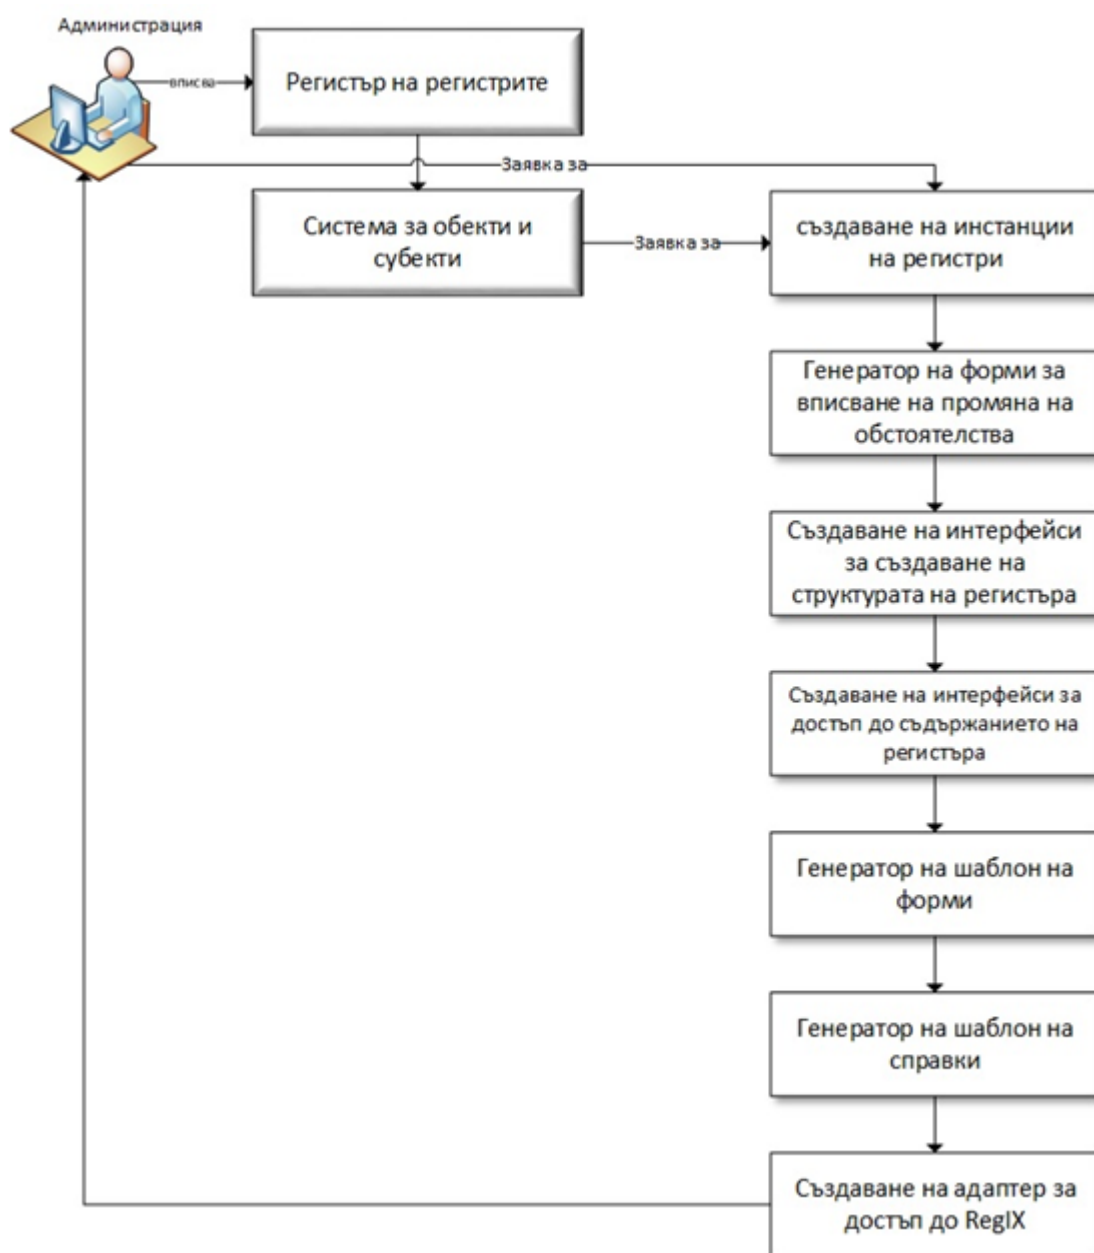 Администрация
вписва
Регистър на регистрите
Заявка за
Система за обекти и
субекти
Заявка за
създаване на инстанции
на регистри
Генератор на форми за
вписване на промяна на
обстоятелства
Създаване на интерфейси
за създаване на
структурата на регистъра
Създаване на интерфейси за
достъп до съдържанието на
регистъра
Генератор на шаблон на
форми
Генератор на шаблон на
справки
Създаване на адаптер за
достъп до RegIX